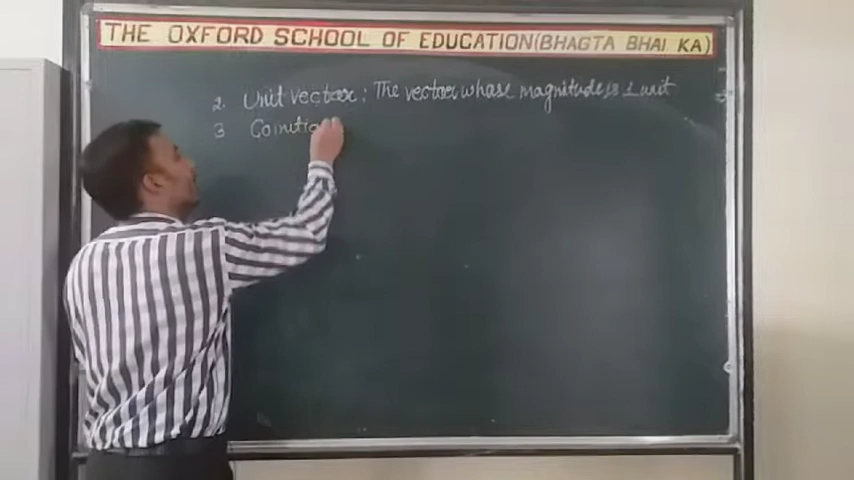 THE OXFORD SCHOOL OF EDUCATION(BHAGTA BHAI KA)
2. Unit vector : The vector whose magnitude is 1 unit
3 Coinitia